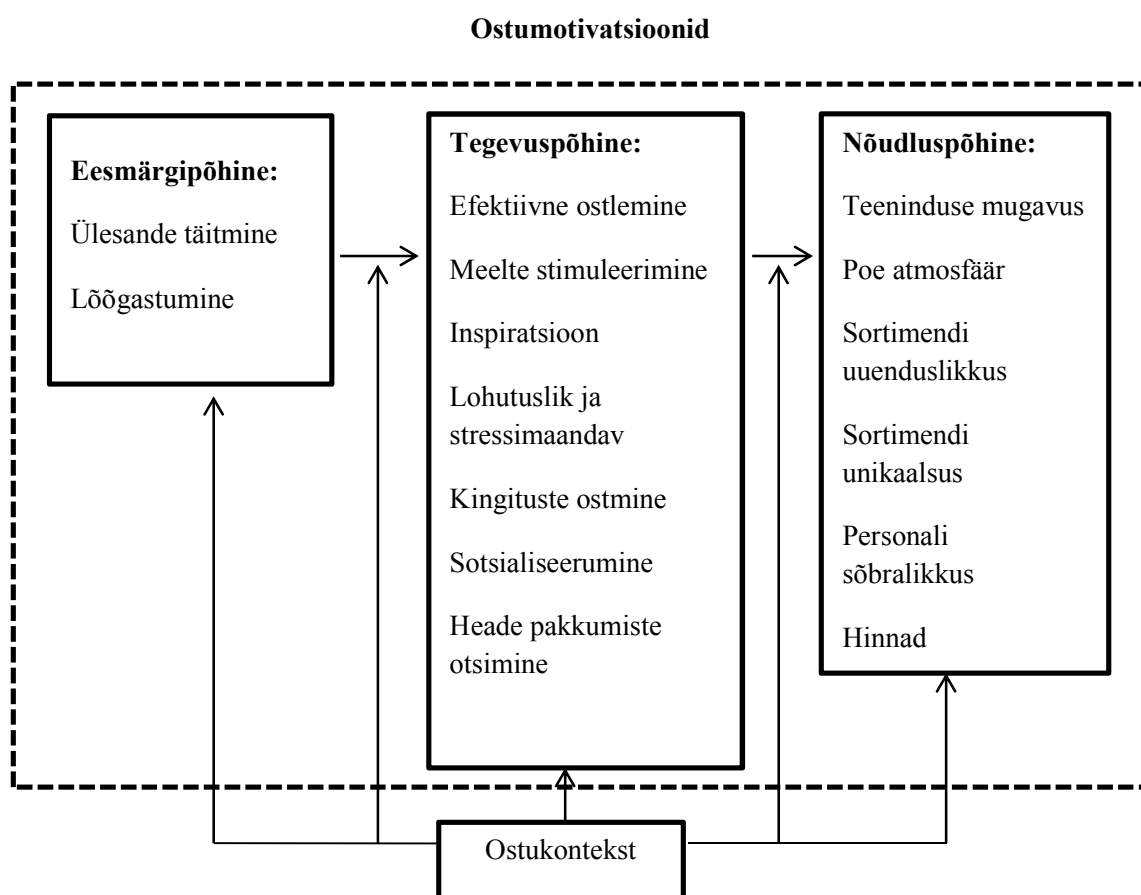 Ostumotivatsioonid
Eesmärgipõhine:
Ülesande täitmine
Lõõgastumine
Tegevuspõhine:
Efektiivne ostlemine
Meelte stimuleerimine
Inspiratsioon
Lohutuslik ja
stressimaandav
Kingituste ostmine
Sotsialiseerumine
Heade pakkumiste
otsimine
Nõudluspõhine:
Teeninduse mugavus
Poe atmosfäär
Sortimendi
uuenduslikkus
Sortimendi
unikaalsus
Personali
sõbralikkus
Hinnad
Ostukontekst